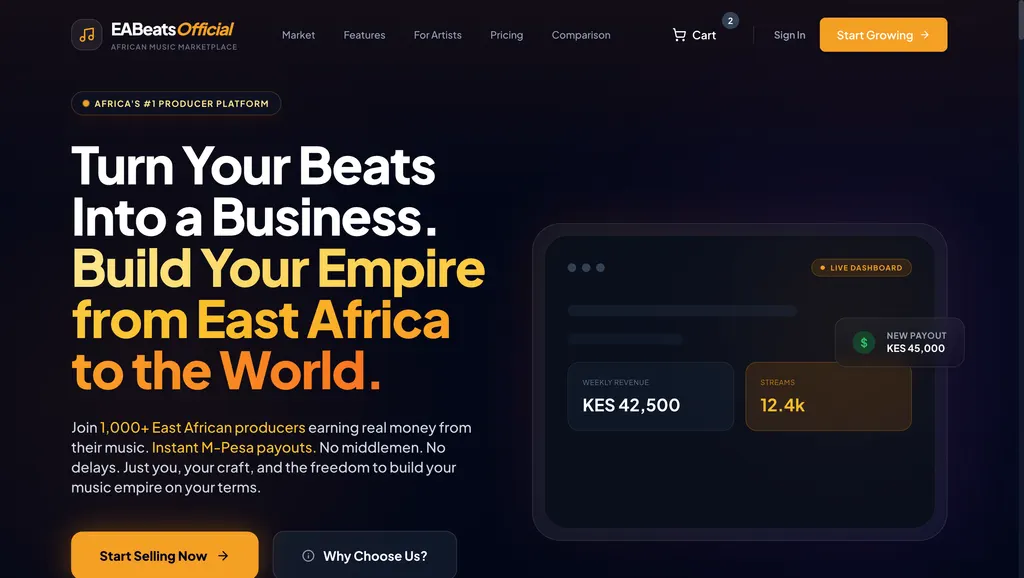 EABeatsOfficial
AFRICAN MUSIC MARKETPLACE
Market
Features
For Artists
Pricing
Comparison
Cart
2
Sign In
Start Growing
AFRICA'S #1 PRODUCER PLATFORM
Turn Your Beats
Into a Business.
Build Your Empire
from East Africa
to the World.
Join 1,000+ East African producers earning real money from
their music. Instant M-Pesa payouts. No middlemen. No
delays. Just you, your craft, and the freedom to build your
music empire on your terms.
Start Selling Now
Why Choose Us?
LIVE DASHBOARD
$
NEW PAYOUT
KES 45,000
WEEKLY REVENUE
KES 42,500
STREAMS
12.4k